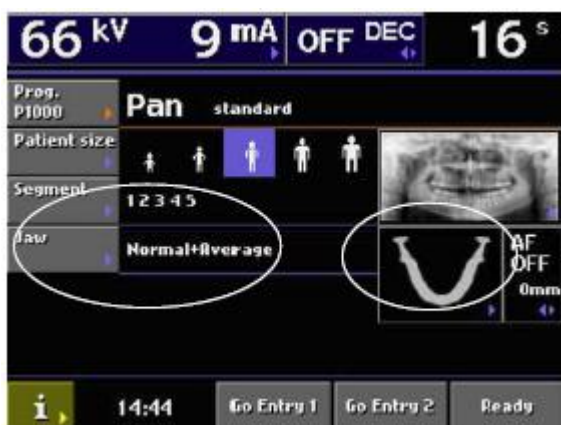 66 kV 9 mA OFF DEC 16 s
Prog.
P1000
Pan standard
Patient size
Segment
1 2 3 4 5
Jaw
Normal+Average
AF
OFF
0mm
i 14:44 Go Entry 1 Go Entry 2 Ready